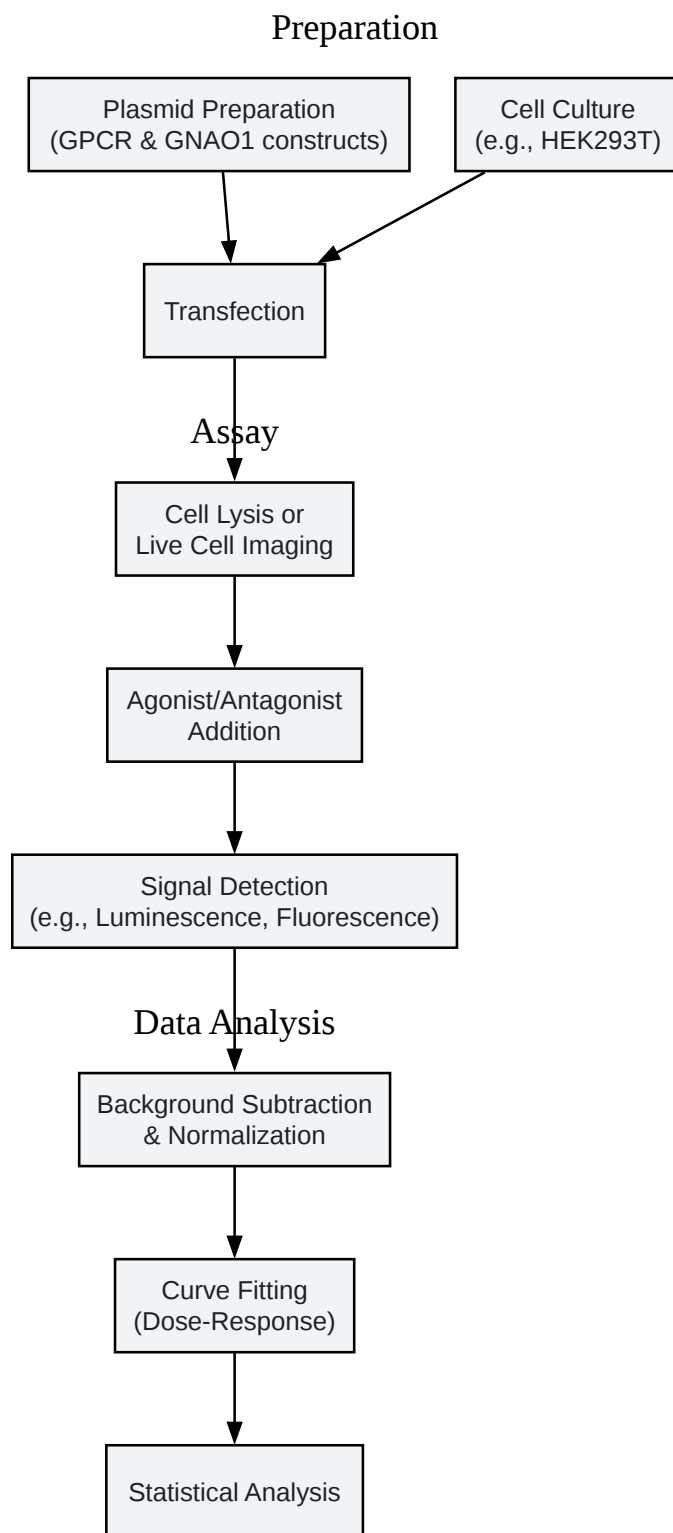 Preparation
Plasmid Preparation
(GPCR & GNAO1 constructs)
Cell Culture
(e.g., HEK293T)
Transfection
Assay
Cell Lysis or
Live Cell Imaging
Agonist/Antagonist
Addition
Signal Detection
(e.g., Luminescence, Fluorescence)
Data Analysis
Background Subtraction
& Normalization
Curve Fitting
(Dose-Response)
Statistical Analysis